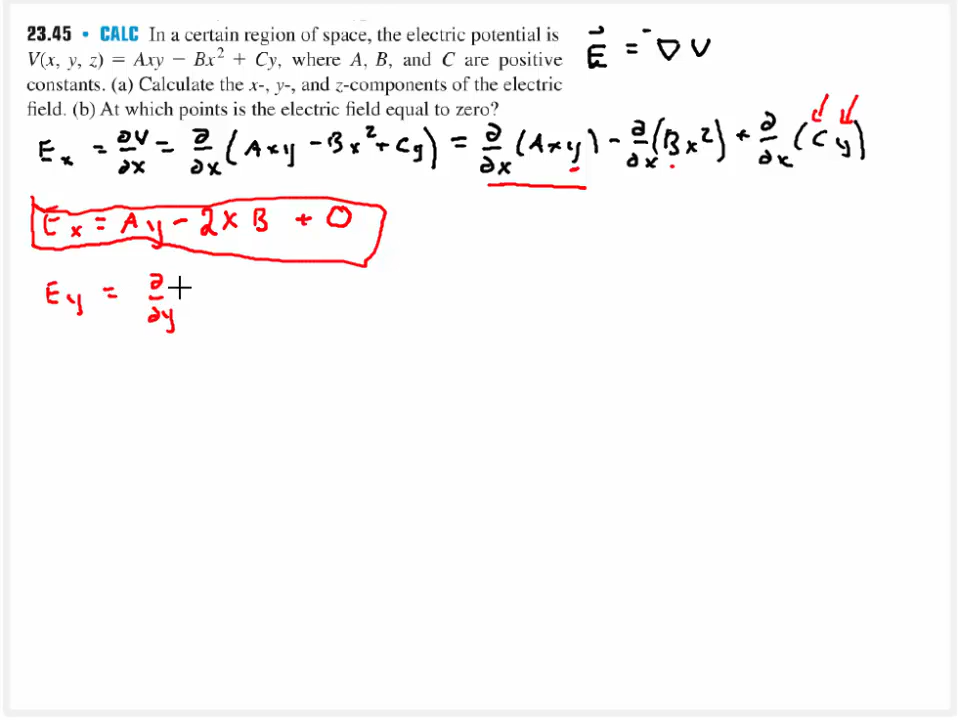 23.45 • CALC In a certain region of space, the electric potential is
V(x, y, z) = Axy − Bx² + Cy, where A, B, and C are positive
constants. (a) Calculate the x-, y-, and z-components of the electric
field. (b) At which points is the electric field equal to zero?
E⃗ = -∇V
Eₓ = ∂V/∂x = ∂/∂x (Axy - Bx² + Cy) = ∂/∂x (Axy) - ∂/∂x (Bx²) + ∂/∂x (Cy)
Eₓ = Ay - 2xB + 0
E_y = ∂/∂y